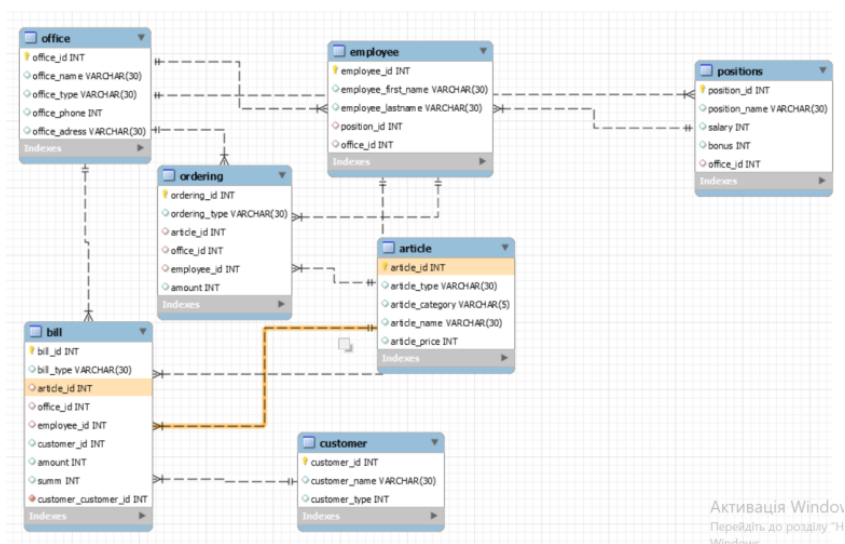 office
office_id INT
office_name VARCHAR(30)
office_type VARCHAR(30)
office_phone INT
office_adress VARCHAR(30)
Indexes
employee
employee_id INT
employee_first_name VARCHAR(30)
employee_lastname VARCHAR(30)
position_id INT
office_id INT
Indexes
positions
position_id INT
position_name VARCHAR(30)
salary INT
bonus INT
office_id INT
Indexes
ordering
ordering_id INT
ordering_type VARCHAR(30)
article_id INT
office_id INT
employee_id INT
amount INT
Indexes
article
article_id INT
article_type VARCHAR(30)
article_category VARCHAR(5)
article_name VARCHAR(30)
article_price INT
Indexes
bill
bill_id INT
bill_type VARCHAR(30)
article_id INT
office_id INT
employee_id INT
customer_id INT
amount INT
summ INT
customer_customer_id INT
Indexes
customer
customer_id INT
customer_name VARCHAR(30)
customer_type INT
Indexes
Активація Window
Перейдіть до розділу "Н
Windows